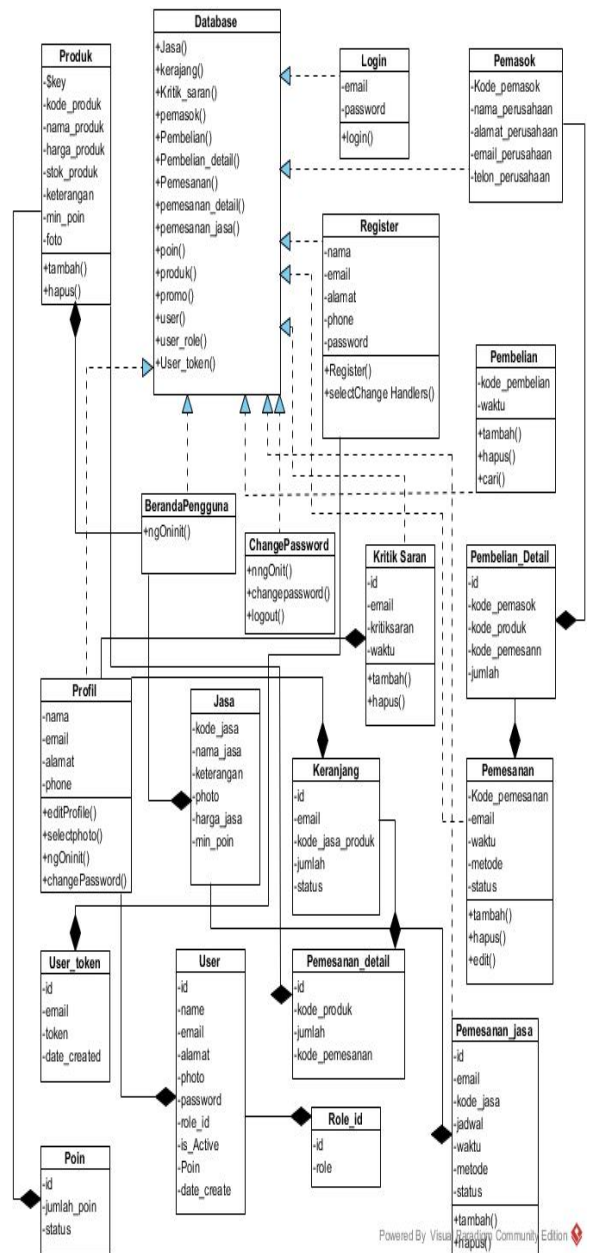 Database
+Jasa()
+kerajang()
+Kritik_saran()
+pemasok()
+Pembelian()
+Pembelian_detail()
+Pemesanan()
+pemesanan_detail()
+pemesanan_jasa()
+poin()
+produk()
+promo()
+user()
+user_role()
+User_token()
Produk
-$key
-kode_produk
-nama_produk
-harga_produk
-stok_produk
-keterangan
-min_poin
-foto
+tambah()
+hapus()
Login
-email
-password
+login()
Pemasok
-Kode_pemasok
-nama_perusahaan
-alamat_perusahaan
-email_perusahaan
-telon_perusahaan
Register
-nama
-email
-alamat
-phone
-password
+Register()
+selectChange Handlers()
Pembelian
-kode_pembelian
-waktu
+tambah()
+hapus()
+cari()
BerandaPengguna
+ngOninit()
ChangePassword
+nngOnit()
+changepassword()
+logout()
Kritik Saran
-id
-email
-kritiksaran
-waktu
+tambah()
+hapus()
Pembelian_Detail
-id
-kode_pemasok
-kode_produk
-kode_pemesann
-jumlah
Profil
-nama
-email
-alamat
-phone
+editProfile()
+selectphoto()
+ngOninit()
+changePassword()
Jasa
-kode_jasa
-nama_jasa
-keterangan
-photo
-harga_jasa
-min_poin
Keranjang
-id
-email
-kode_jasa_produk
-jumlah
-status
Pemesanan
-Kode_pemesanan
-email
-waktu
-metode
-status
+tambah()
+hapus()
+edit()
User_token
-id
-email
-token
-date_created
User
-id
-name
-email
-alamat
-photo
-password
-role_id
-is_Active
-Poin
-date_create
Pemesanan_detail
-id
-kode_produk
-jumlah
-kode_pemesanan
Pemesanan_jasa
-id
-email
-kode_jasa
-jadwal
-waktu
-metode
-status
+tambah()
+hapus()
Role_id
-id
-role
Poin
-id
-jumlah_poin
-status
Powered By Visual Paradigm Community Edition